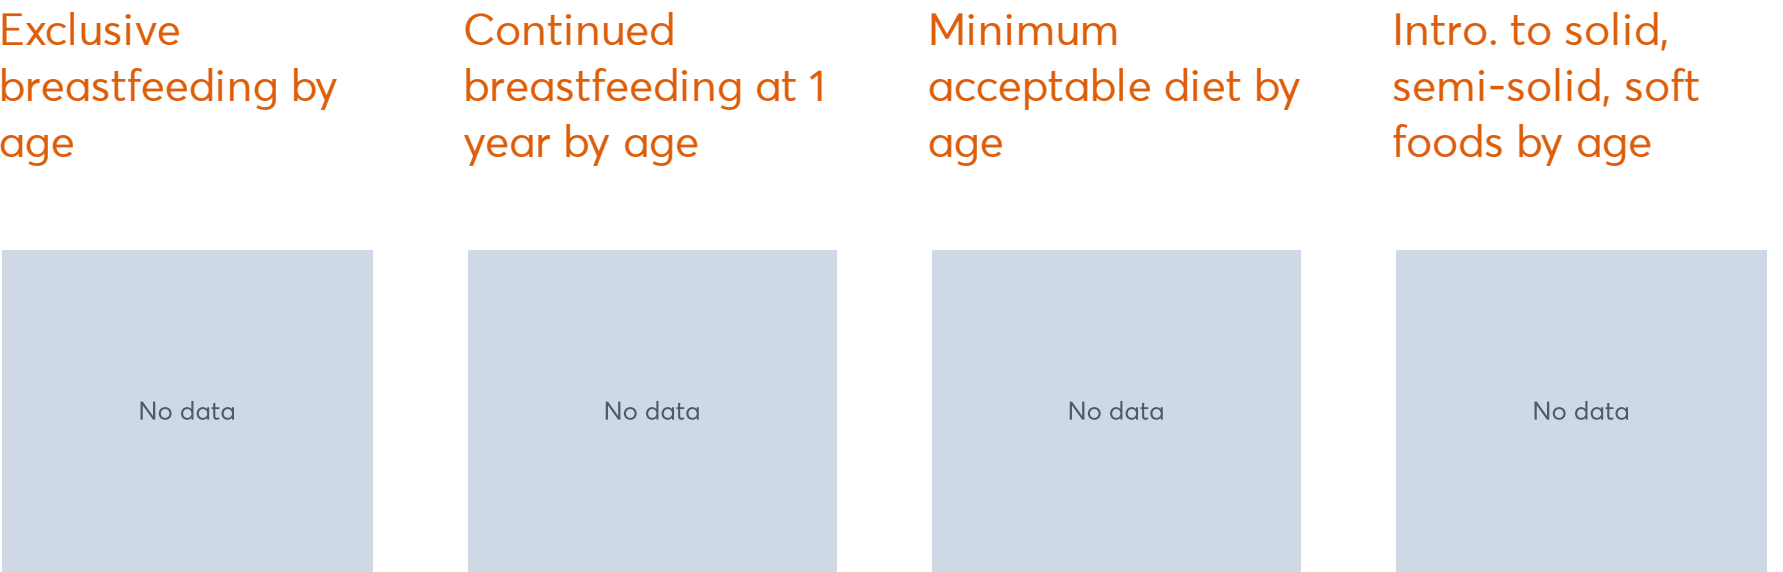 Exclusive
breastfeeding by
age
Continued
breastfeeding at 1
year by age
Minimum
acceptable diet by
age
Intro. to solid,
semi-solid, soft
foods by age
No data
No data
No data
No data